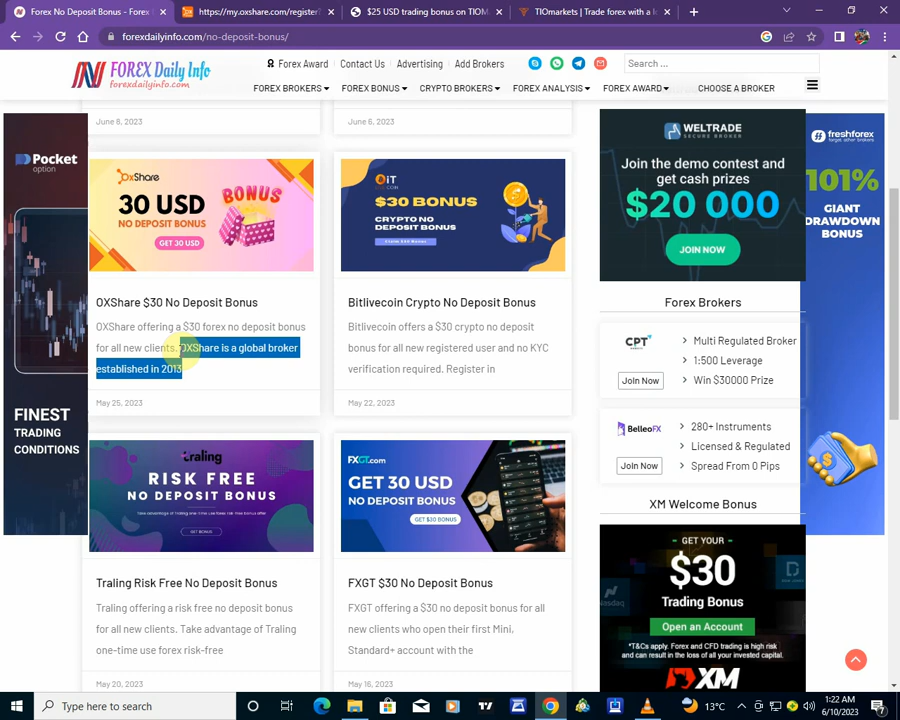 Forex No Deposit Bonus - Forex
https://my.oxshare.com/register?
$25 USD trading bonus on TIOM
TIOmarkets | Trade forex with a l
forexdailyinfo.com/no-deposit-bonus/
FOREX Daily Info
forexdailyinfo.com
Forex Award
Contact Us
Advertising
Add Brokers
Search ...
FOREX BROKERS
FOREX BONUS
CRYPTO BROKERS
FOREX ANALYSIS
FOREX AWARD
CHOOSE A BROKER
June 8, 2023
June 6, 2023
Pocket
option
FINEST
TRADING
CONDITIONS
OxShare
30 USD
NO DEPOSIT BONUS
GET 30 USD
BONUS
OXShare $30 No Deposit Bonus
OXShare offering a $30 forex no deposit bonus
for all new clients. OXShare is a global broker
established in 2013
May 25, 2023
$30 BONUS
CRYPTO NO
DEPOSIT BONUS
Bitlivecoin Crypto No Deposit Bonus
Bitlivecoin offers a $30 crypto no deposit
bonus for all new registered user and no KYC
verification required. Register in
May 22, 2023
traling
RISK FREE
NO DEPOSIT BONUS
GET BONUS
Traling Risk Free No Deposit Bonus
Traling offering a risk free no deposit bonus
for all new clients. Take advantage of Traling
one-time use forex risk-free
May 20, 2023
FXGT.com
GET 30 USD
NO DEPOSIT BONUS
GET $30 BONUS
FXGT $30 No Deposit Bonus
FXGT offering a $30 no deposit bonus for all
new clients who open their first Mini,
Standard+ account with the
May 16, 2023
WELTRADE
SECURE BROKER
Join the demo contest and
get cash prizes
$20 000
JOIN NOW
Forex Brokers
CPT
Join Now
Multi Regulated Broker
1:500 Leverage
Win $30000 Prize
BelleoFX
Join Now
280+ Instruments
Licensed & Regulated
Spread From 0 Pips
XM Welcome Bonus
GET YOUR
$30
Trading Bonus
Open an Account
*T&Cs apply. Forex and CFD trading is high risk
and can result in the loss of all your invested capital.
XM
freshforex
101%
GIANT
DRAWDOWN
BONUS
Type here to search
13°C
1:22 AM
6/10/2023